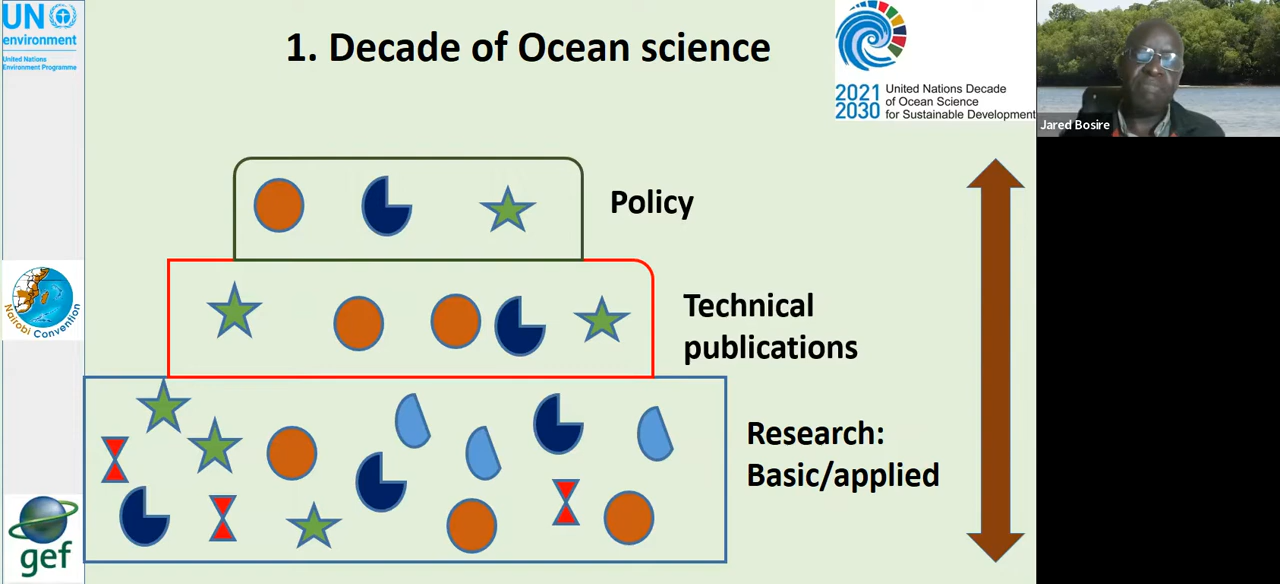 UN
environment
United Nations
Environment Programme
1. Decade of Ocean science
2021
2030
United Nations Decade
of Ocean Science
for Sustainable Development
Jared Bosire
Policy
Technical
publications
Research:
Basic/applied
Nairobi Convention
gef